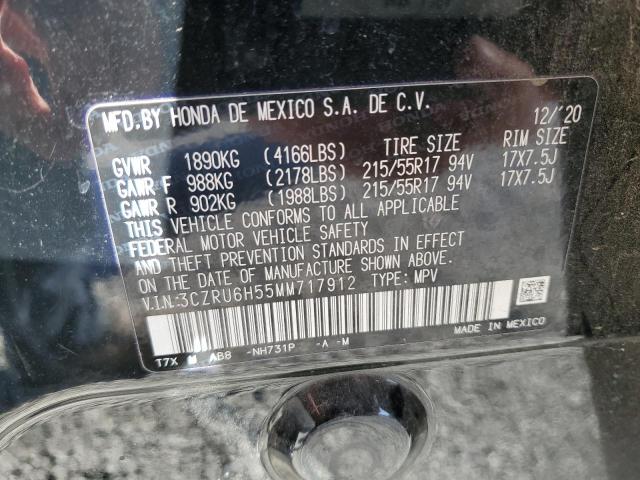 MFD. BY HONDA DE MEXICO S.A. DE C.V. 12/'20
TIRE SIZE RIM SIZE
GVWR 1890KG (4166LBS)
GAWR F 988KG (2178LBS) 215/55R17 94V 17X7.5J
GAWR R 902KG (1988LBS) 215/55R17 94V 17X7.5J
THIS VEHICLE CONFORMS TO ALL APPLICABLE
FEDERAL MOTOR VEHICLE SAFETY
AND THEFT PREVENTION STANDARDS IN EFFECT
ON THE DATE OF MANUFACTURE SHOWN ABOVE.
V.I.N: 3CZRU6H55MM717912 TYPE: MPV
MADE IN MEXICO
T7X M AB8 -NH731P -A -M